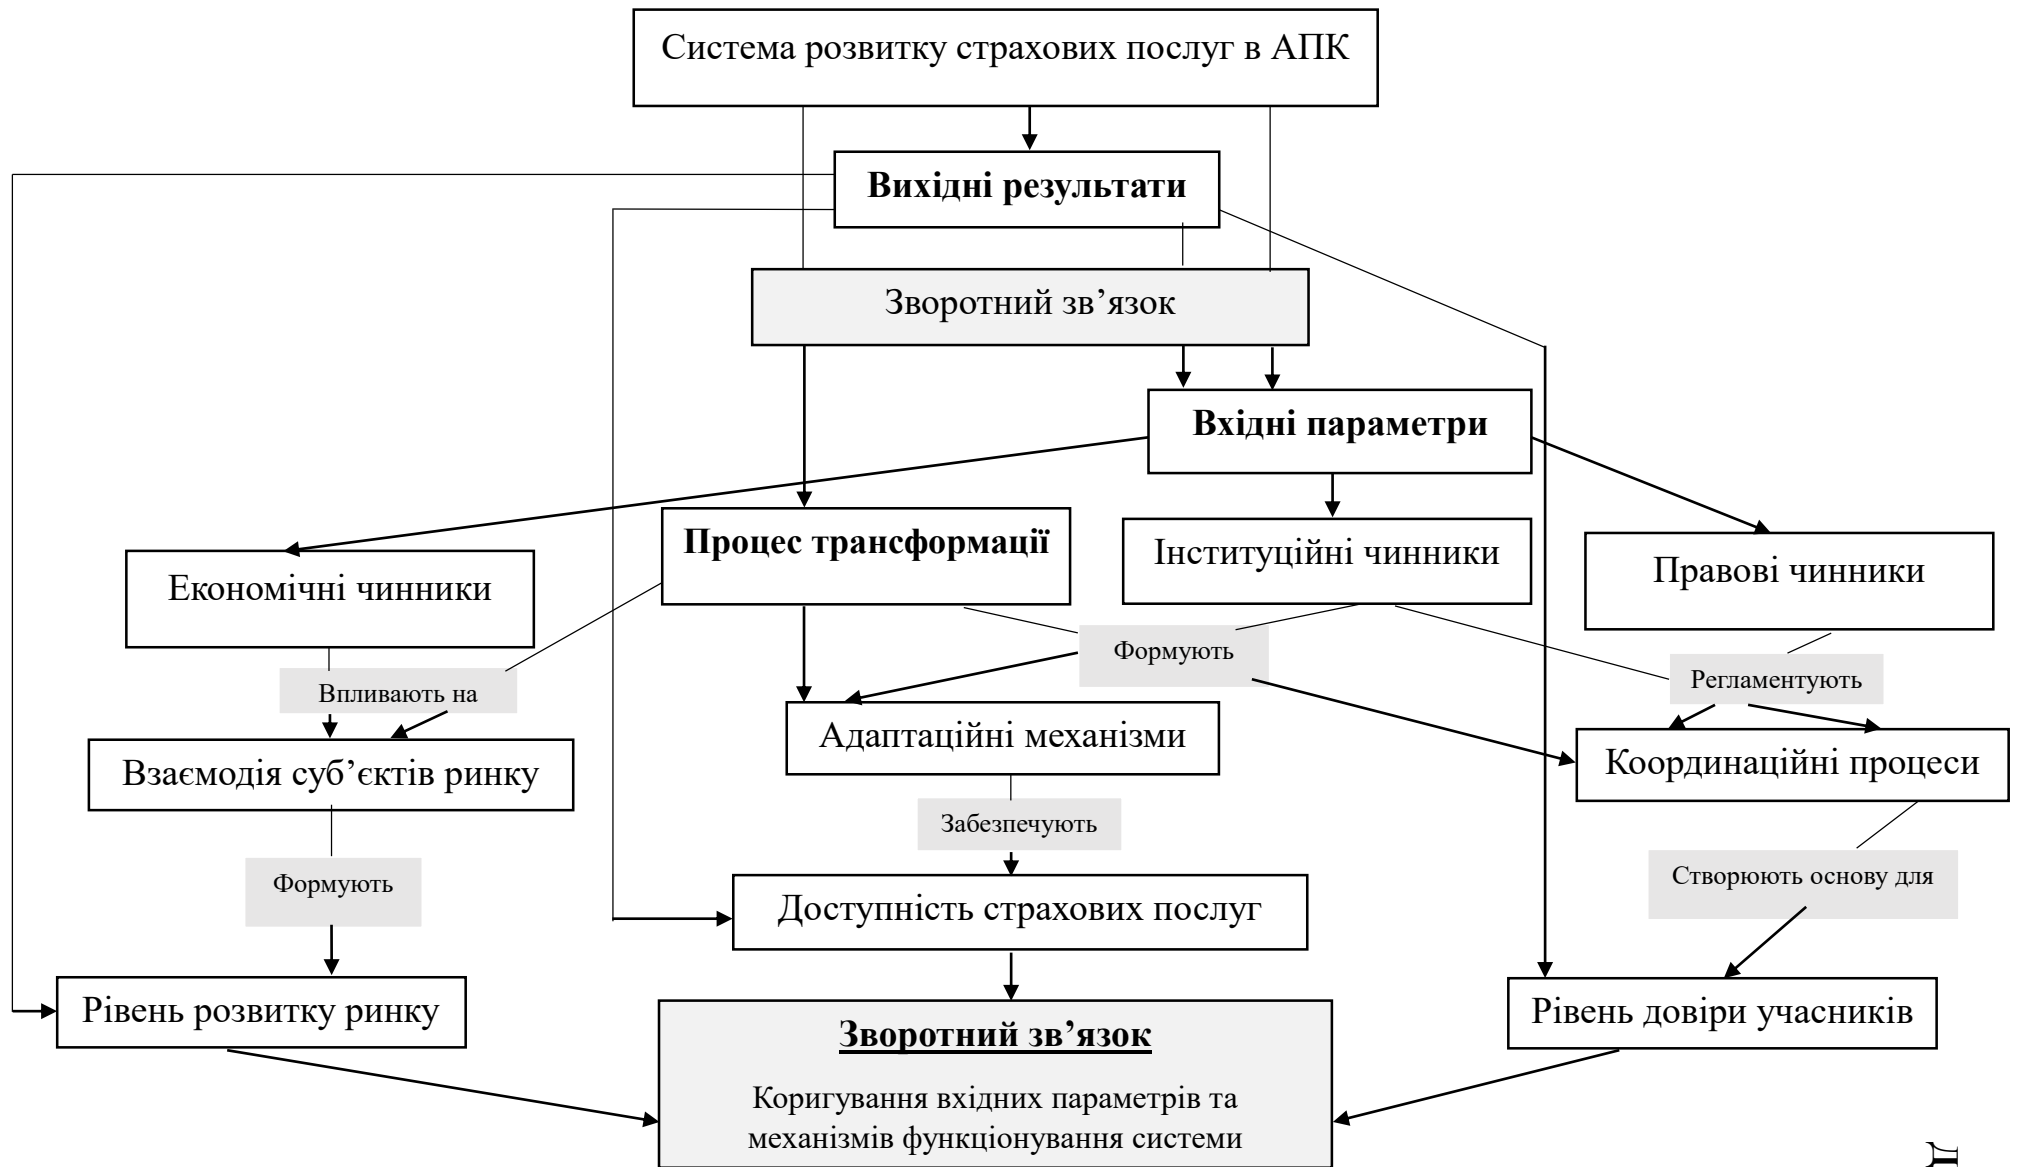 Система розвитку страхових послуг в АПК
Вихідні результати
Зворотний зв’язок
Вхідні параметри
Процес трансформації
Інституційні чинники
Правові чинники
Економічні чинники
Формують
Регламентують
Впливають на
Адаптаційні механізми
Координаційні процеси
Взаємодія суб’єктів ринку
Забезпечують
Формують
Створюють основу для
Доступність страхових послуг
Рівень розвитку ринку
Рівень довіри учасників
Зворотний зв’язок
Коригування вхідних параметрів та
механізмів функціонування системи